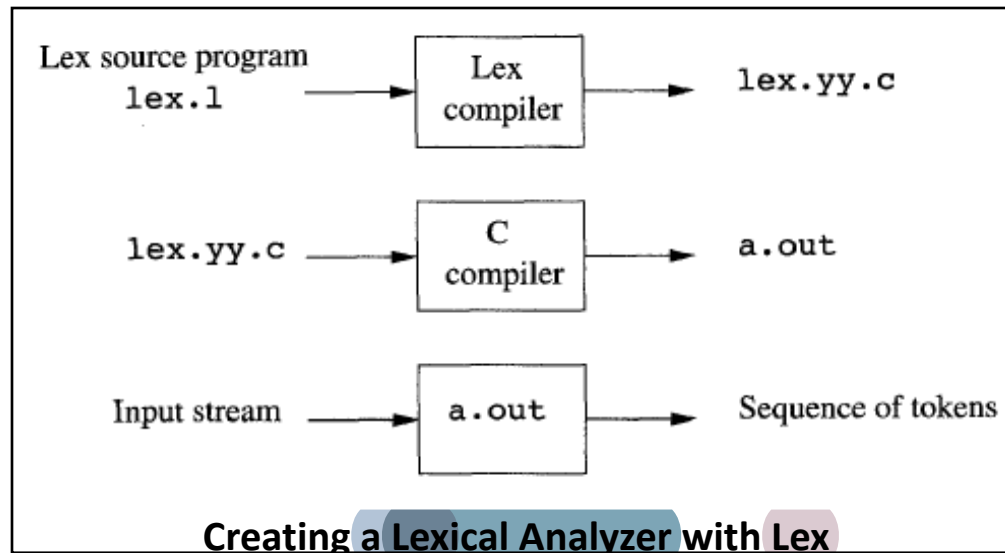 Lex source program
lex.l
Lex
compiler
lex.yy.c
lex.yy.c
C
compiler
a.out
Input stream
a.out
Sequence of tokens
Creating a Lexical Analyzer with Lex